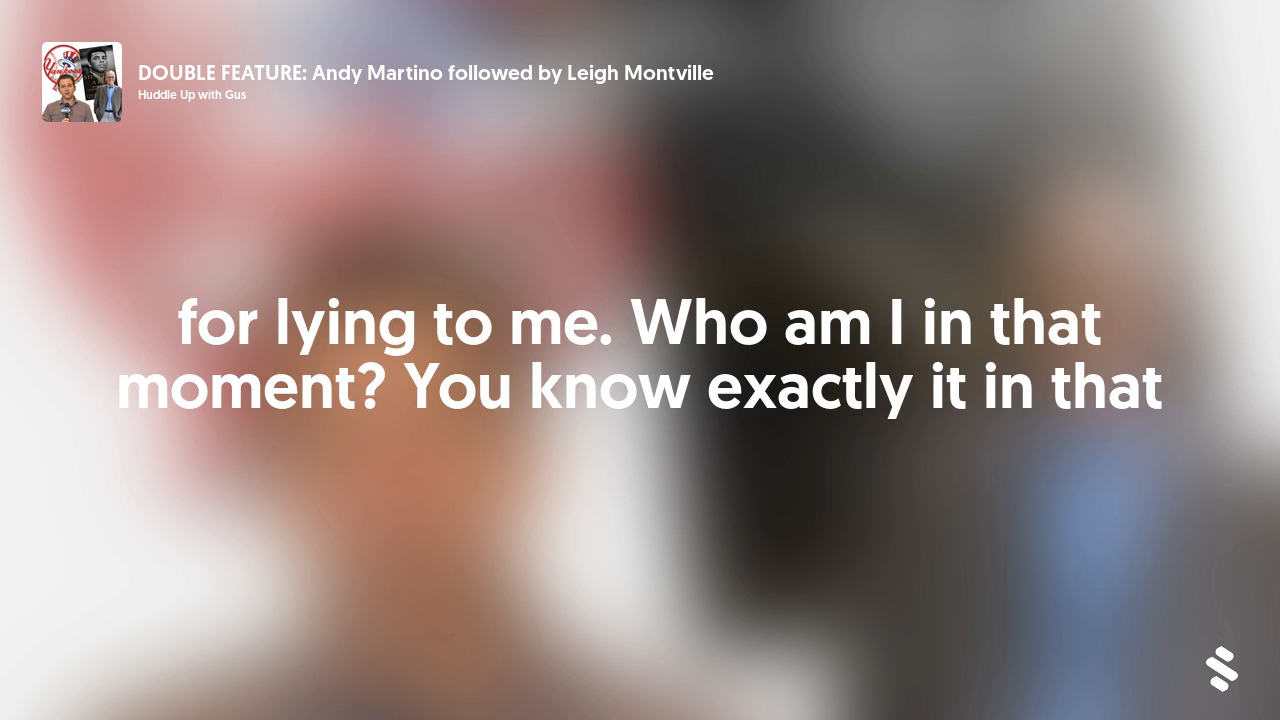 DOUBLE FEATURE: Andy Martino followed by Leigh Montville
Huddle Up with Gus
Yankees
for lying to me. Who am I in that
moment? You know exactly it in that